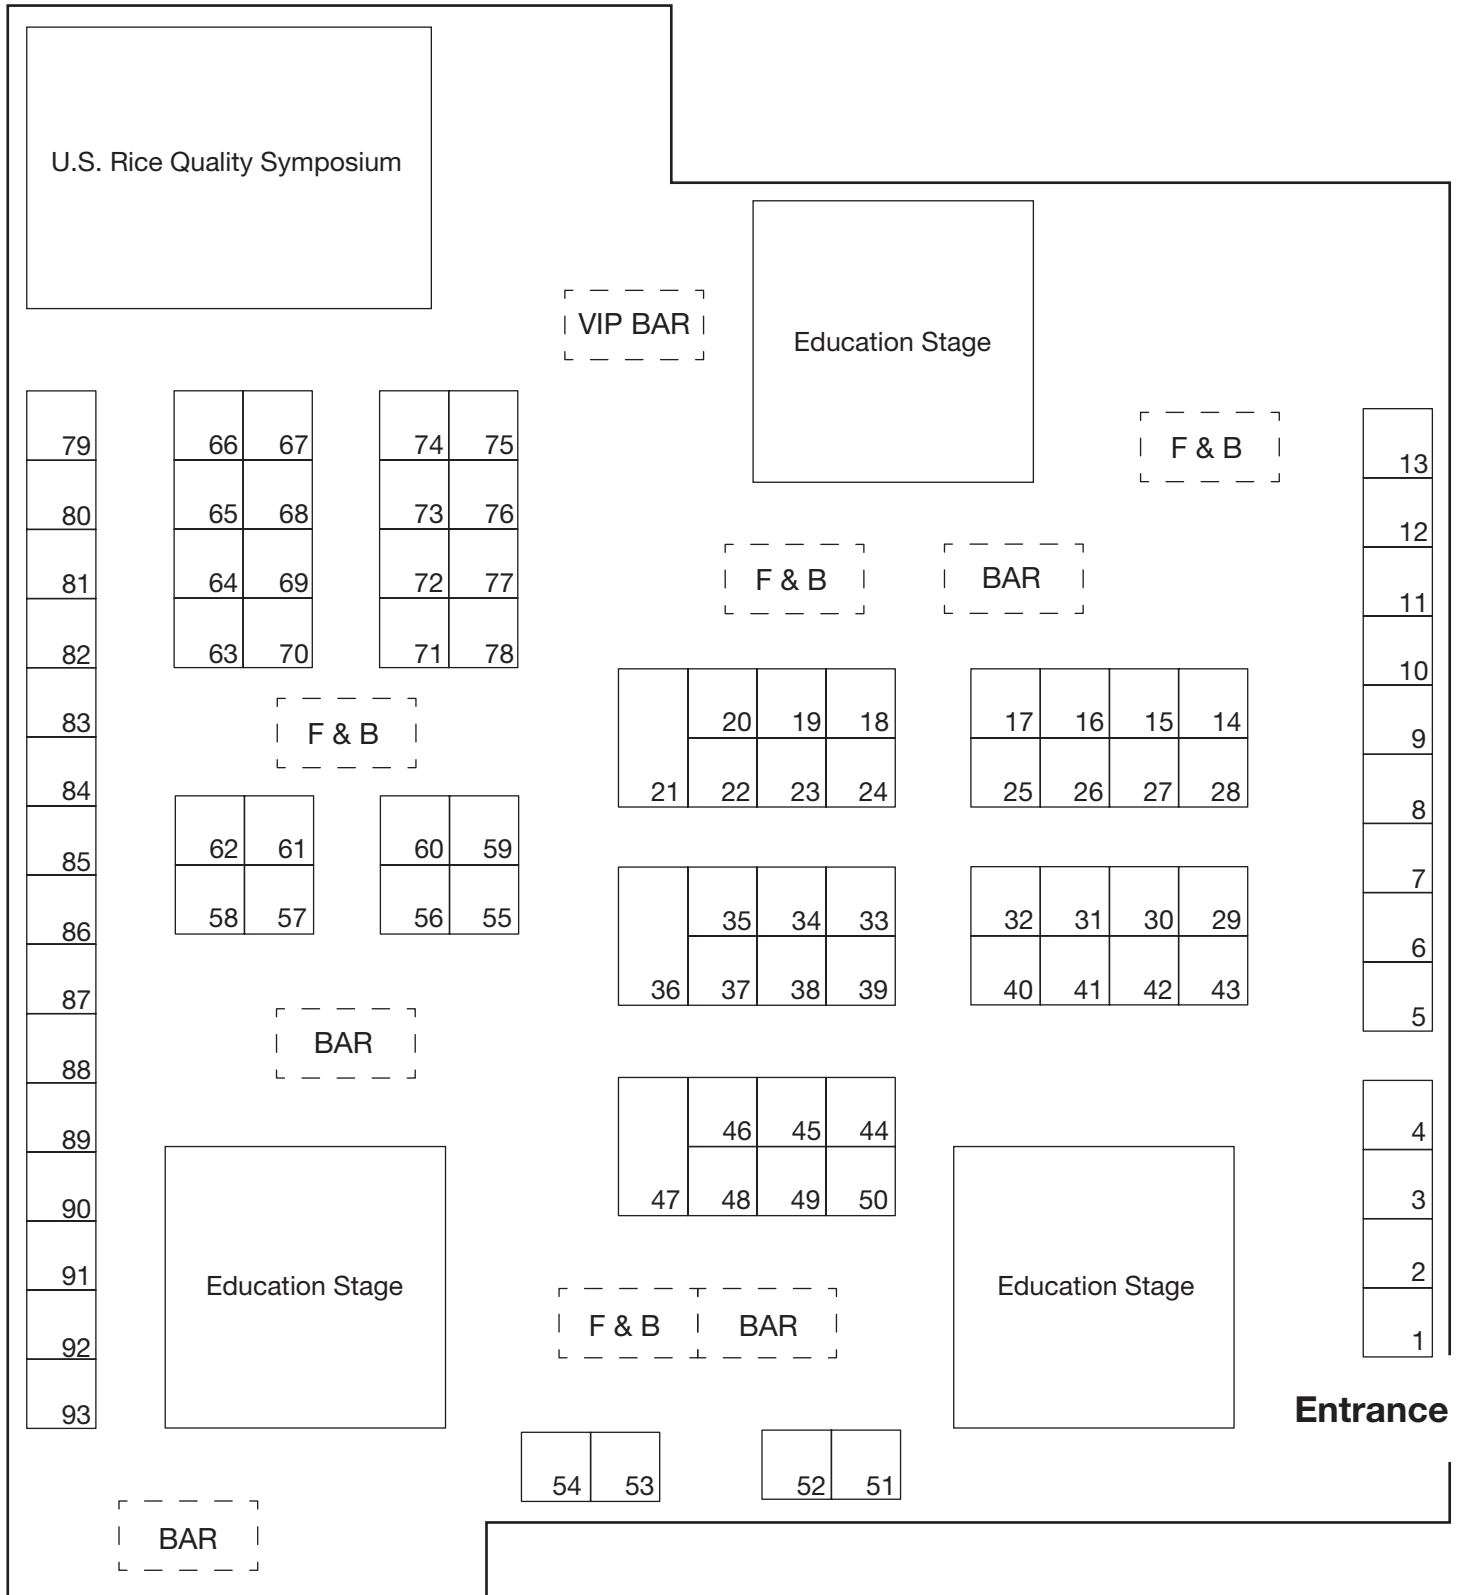 U.S. Rice Quality Symposium
VIP BAR
Education Stage
F & B
79
66 67
74 75
13
80
65 68
73 76
12
F & B
BAR
81
64 69
72 77
11
82
63 70
71 78
10
83
F & B
20 19 18
17 16 15 14
9
84
21 22 23 24
25 26 27 28
8
85
62 61
60 59
7
86
58 57
56 55
35 34 33
32 31 30 29
6
87
36 37 38 39
40 41 42 43
5
BAR
88
89
46 45 44
4
90
47 48 49 50
3
91
Education Stage
Education Stage
2
92
F & B
BAR
1
93
Entrance
54 53
52 51
BAR